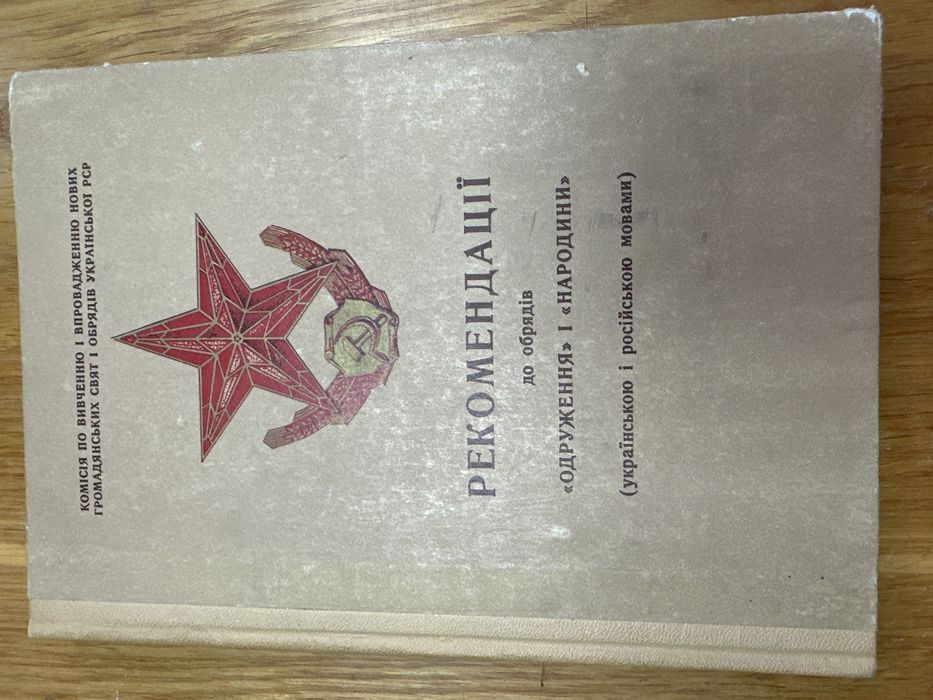 КОМІСІЯ ПО ВИВЧЕННЮ І ВПРОВАДЖЕННЮ НОВИХ
ГРОМАДЯНСЬКИХ СВЯТ І ОБРЯДІВ УКРАЇНСЬКОЇ РСР
РЕКОМЕНДАЦІЇ
до обрядів
«ОДРУЖЕННЯ» І «НАРОДИНИ»
(українською і російською мовами)